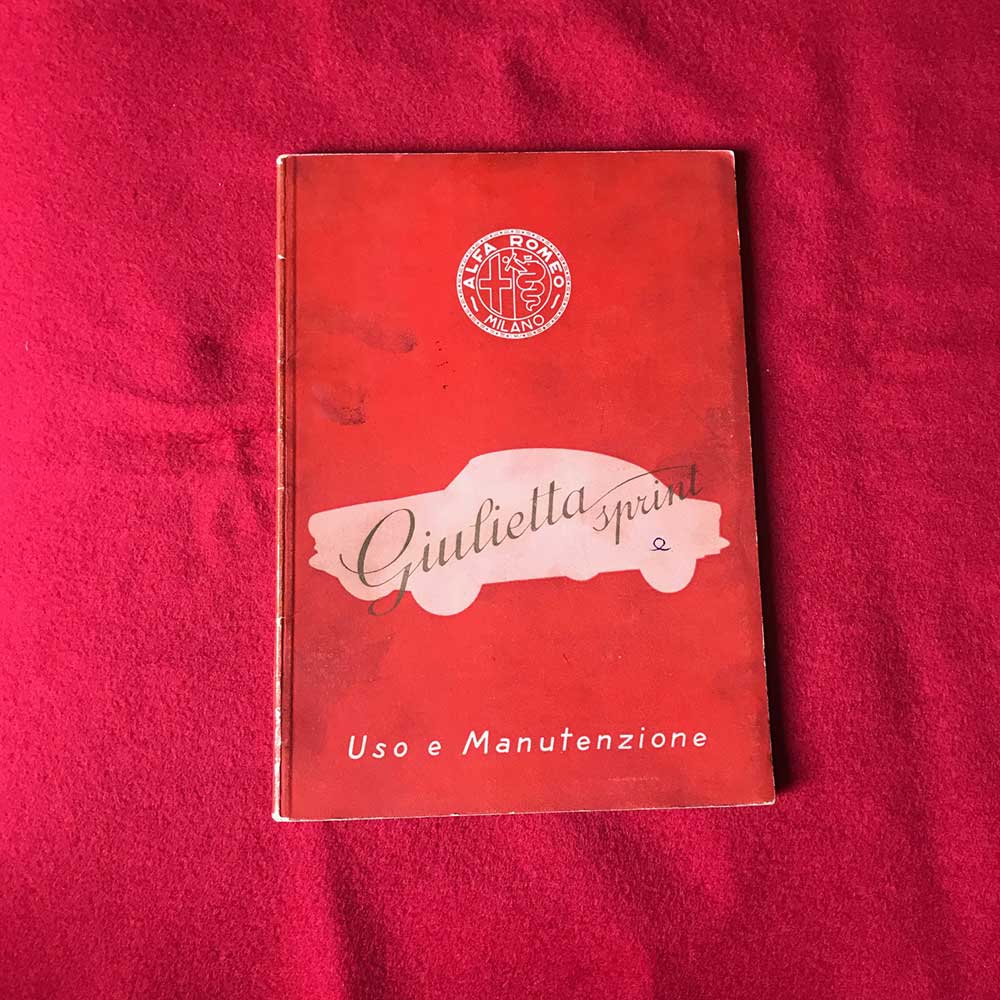 ALFA ROMEO
MILANO
Giulietta sprint
Uso e Manutenzione